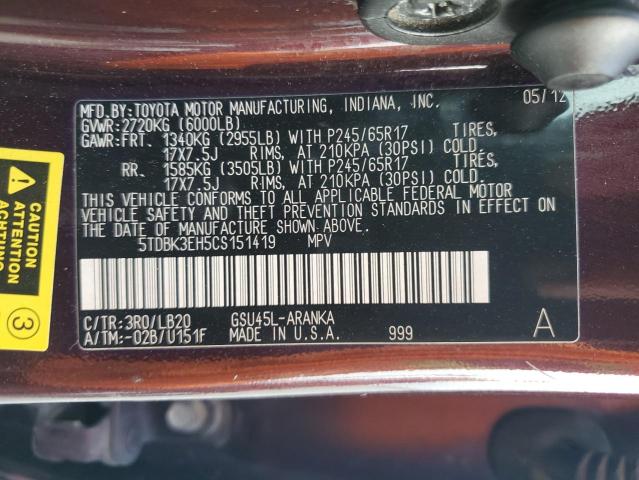 MFD.BY:TOYOTA MOTOR MANUFACTURING, INDIANA, INC. 05/12
GVWR:2720KG (6000LB)
GAWR:FRT. 1340KG (2955LB) WITH P245/65R17 TIRES,
17X7.5J RIMS, AT 210KPA (30PSI) COLD.
RR. 1585KG (3505LB) WITH P245/65R17 TIRES,
17X7.5J RIMS, AT 210KPA (30PSI) COLD.
THIS VEHICLE CONFORMS TO ALL APPLICABLE FEDERAL MOTOR
VEHICLE SAFETY AND THEFT PREVENTION STANDARDS IN EFFECT ON
THE DATE OF MANUFACTURE SHOWN ABOVE.
5TDBK3EH5CS151419 MPV
C/TR:3R0/LB20 GSU45L-ARANKA
A/TM:-02B/U151F MADE IN U.S.A. 999 A
3